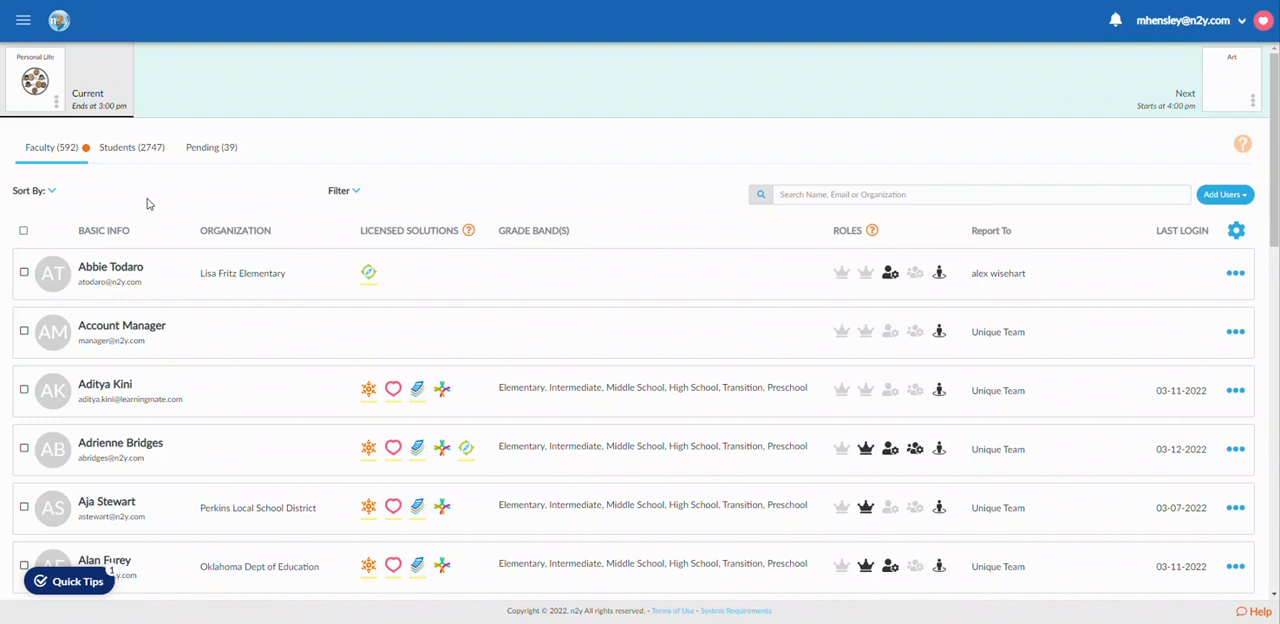 n2y
mhensley@n2y.com
Personal Life
Current
Ends at 3:00 pm
Art
Next
Starts at 4:00 pm
Faculty (592)
Students (2747)
Pending (39)
?
Sort By:
Filter
Search Name, Email or Organization
Add Users
BASIC INFO
ORGANIZATION
LICENSED SOLUTIONS ?
GRADE BAND(S)
ROLES ?
Report To
LAST LOGIN
AT
Abbie Todaro
atodaro@n2y.com
Lisa Fritz Elementary
alex wisehart
AM
Account Manager
manager@n2y.com
Unique Team
AK
Aditya Kini
aditya.kini@learningmate.com
Elementary, Intermediate, Middle School, High School, Transition, Preschool
Unique Team
03-11-2022
AB
Adrienne Bridges
abridges@n2y.com
Elementary, Intermediate, Middle School, High School, Transition, Preschool
Unique Team
03-12-2022
AS
Aja Stewart
astewart@n2y.com
Perkins Local School District
Elementary, Intermediate, Middle School, High School, Transition, Preschool
Unique Team
03-07-2022
AF
Alan Furey
y.com
Oklahoma Dept of Education
Elementary, Intermediate, Middle School, High School, Transition, Preschool
Unique Team
03-11-2022
Quick Tips
1
Copyright © 2022, n2y All rights reserved. - Terms of Use - System Requirements
Help